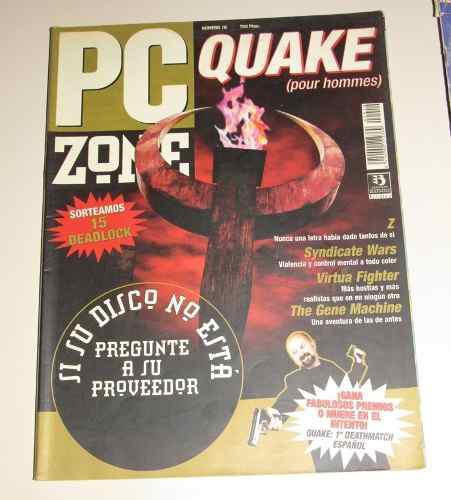 PC
ZONE
QUAKE
(pour hommes)
SORTEAMOS
15
DEADLOCK
Z
Nunca una letra había dado tantos de sí
Syndicate Wars
Violencia y control mental a todo color
Virtua Fighter
Más hostias y más
realistas que en en ningún otro
The Gene Machine
Una aventura de las de antes
SI SU DISCO NO ESTÁ
PREGUNTE
A SU
PROVEEDOR
¡GANA
FABULOSOS PREMIOS
O MUERE EN EL
INTENTO!
QUAKE: 1er DEATHMATCH
ESPAÑOL